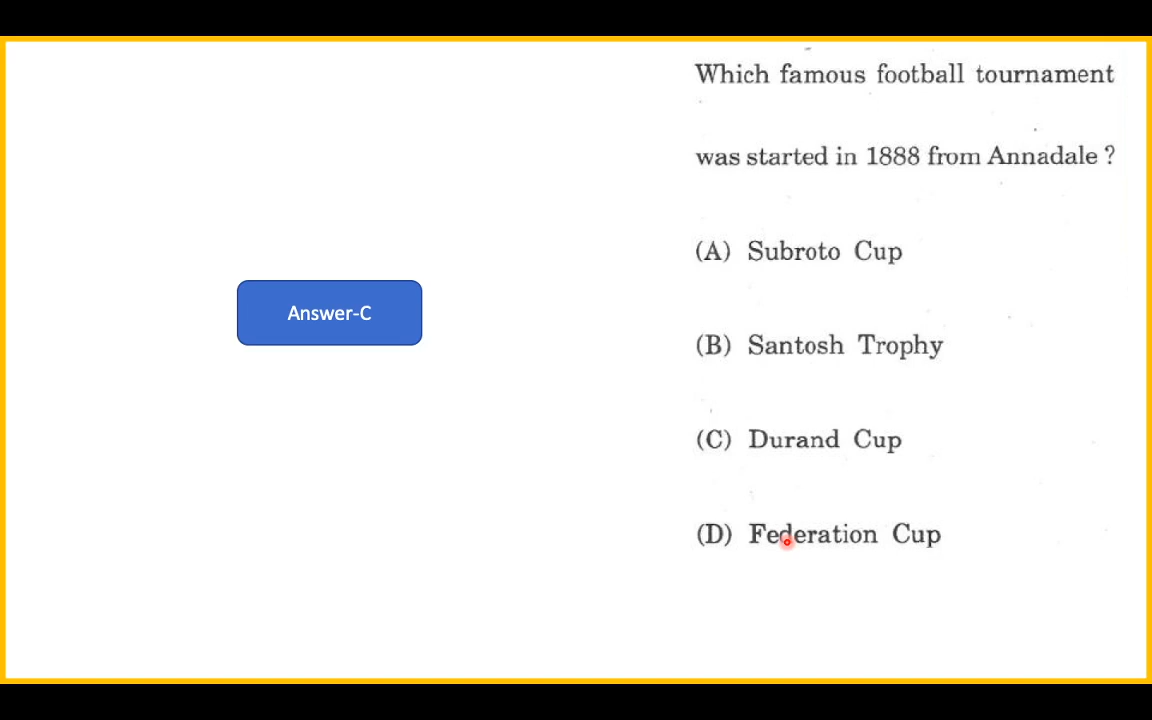 Which famous football tournament
was started in 1888 from Annadale ?
(A) Subroto Cup
Answer-C
(B) Santosh Trophy
(C) Durand Cup
(D) Federation Cup